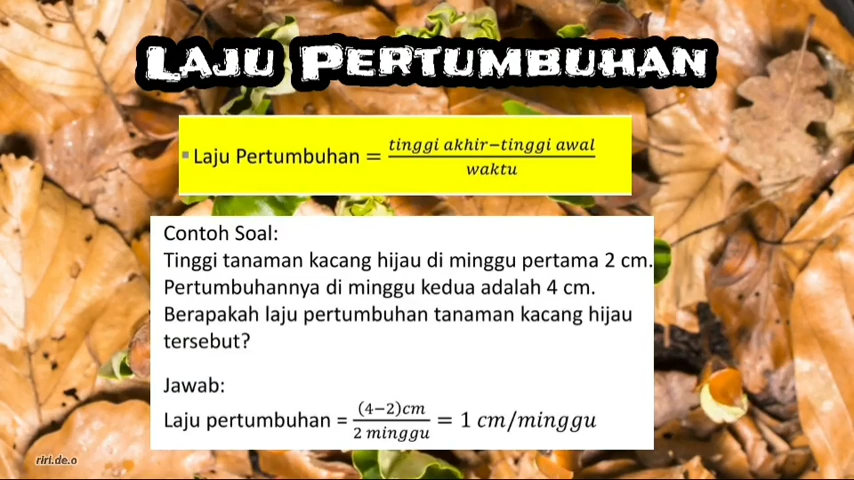 LAJU PERTUMBUHAN
▪ Laju Pertumbuhan = (tinggi akhir−tinggi awal)/waktu
Contoh Soal:
Tinggi tanaman kacang hijau di minggu pertama 2 cm.
Pertumbuhannya di minggu kedua adalah 4 cm.
Berapakah laju pertumbuhan tanaman kacang hijau
tersebut?
Jawab:
Laju pertumbuhan = (4−2)cm/2 minggu = 1 cm/minggu
riri.de.o